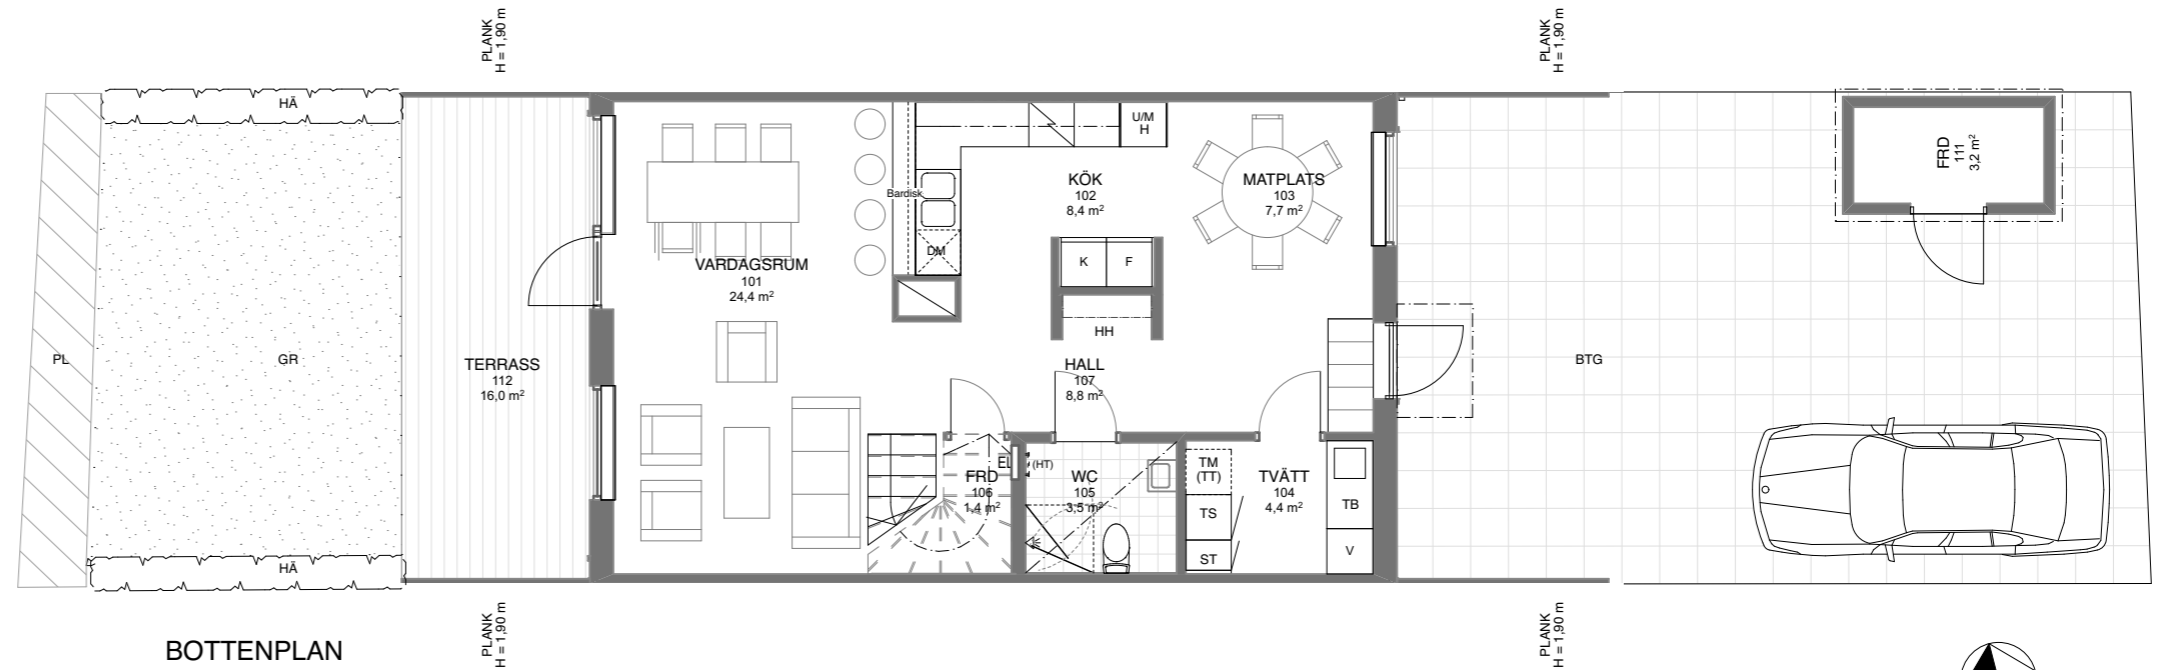 PLANK
H = 1,90 m
PLANK
H = 1,90 m
HÄ
U/M
H
FRD
111
3,2 m²
KÖK
102
8,4 m²
MATPLATS
103
7,7 m²
Bardisk
DM
VARDAGSRUM
101
24,4 m²
K
F
HH
PL
GR
TERRASS
112
16,0 m²
HALL
107
8,8 m²
BTG
EL
(HT)
FRD
106
1,4 m²
WC
105
3,5 m²
TM
(TT)
TS
ST
TVÄTT
104
4,4 m²
TB
V
HÄ
PLANK
H = 1,90 m
PLANK
H = 1,90 m
BOTTENPLAN